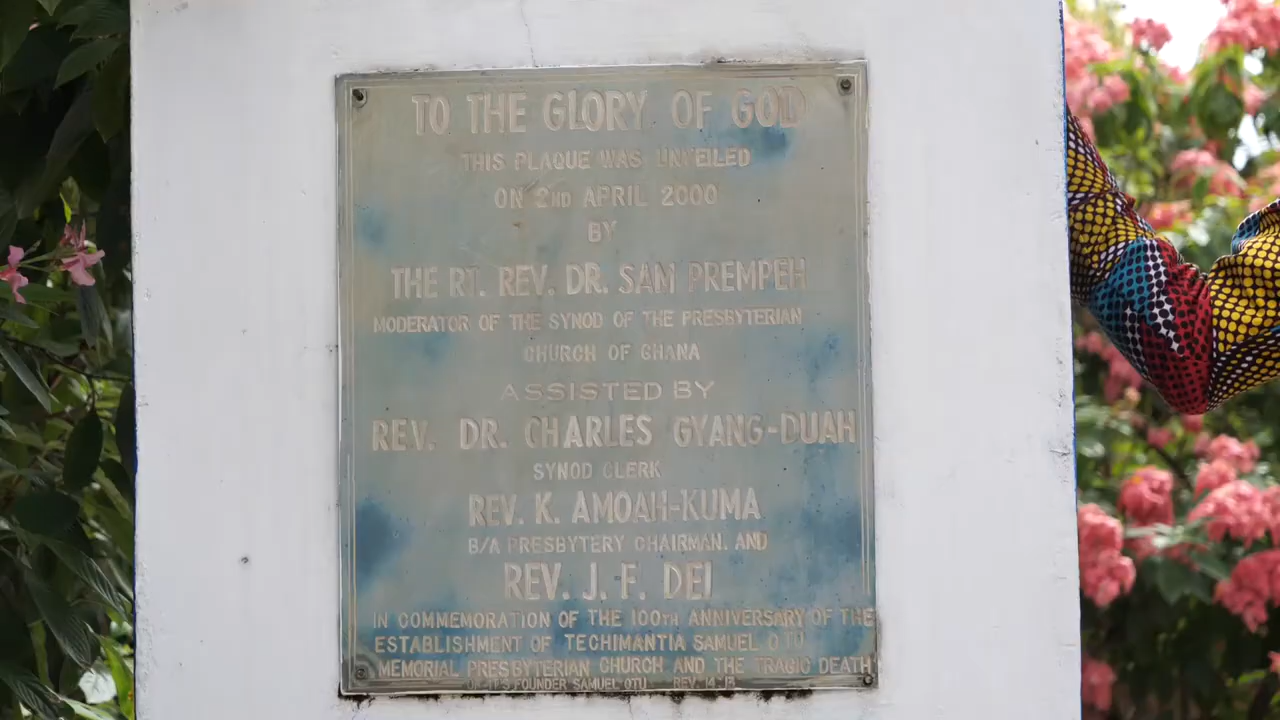 TO THE GLORY OF GOD
THIS PLAQUE WAS UNVEILED
ON 2ND APRIL 2000
BY
THE RT. REV. DR. SAM PREMPEH
MODERATOR OF THE SYNOD OF THE PRESBYTERIAN
CHURCH OF GHANA
ASSISTED BY
REV. DR. CHARLES GYANG-DUAH
SYNOD CLERK
REV. K. AMOAH-KUMA
B/A PRESBYTERY CHAIRMAN. AND
REV. J. F. DEI
IN COMMEMORATION OF THE 100TH ANNIVERSARY OF THE
ESTABLISHMENT OF TECHIMANTIA SAMUEL OTU
MEMORIAL PRESBYTERIAN CHURCH AND THE TRAGIC DEATH
OF ITS FOUNDER SAMUEL OTU REV. 14:13